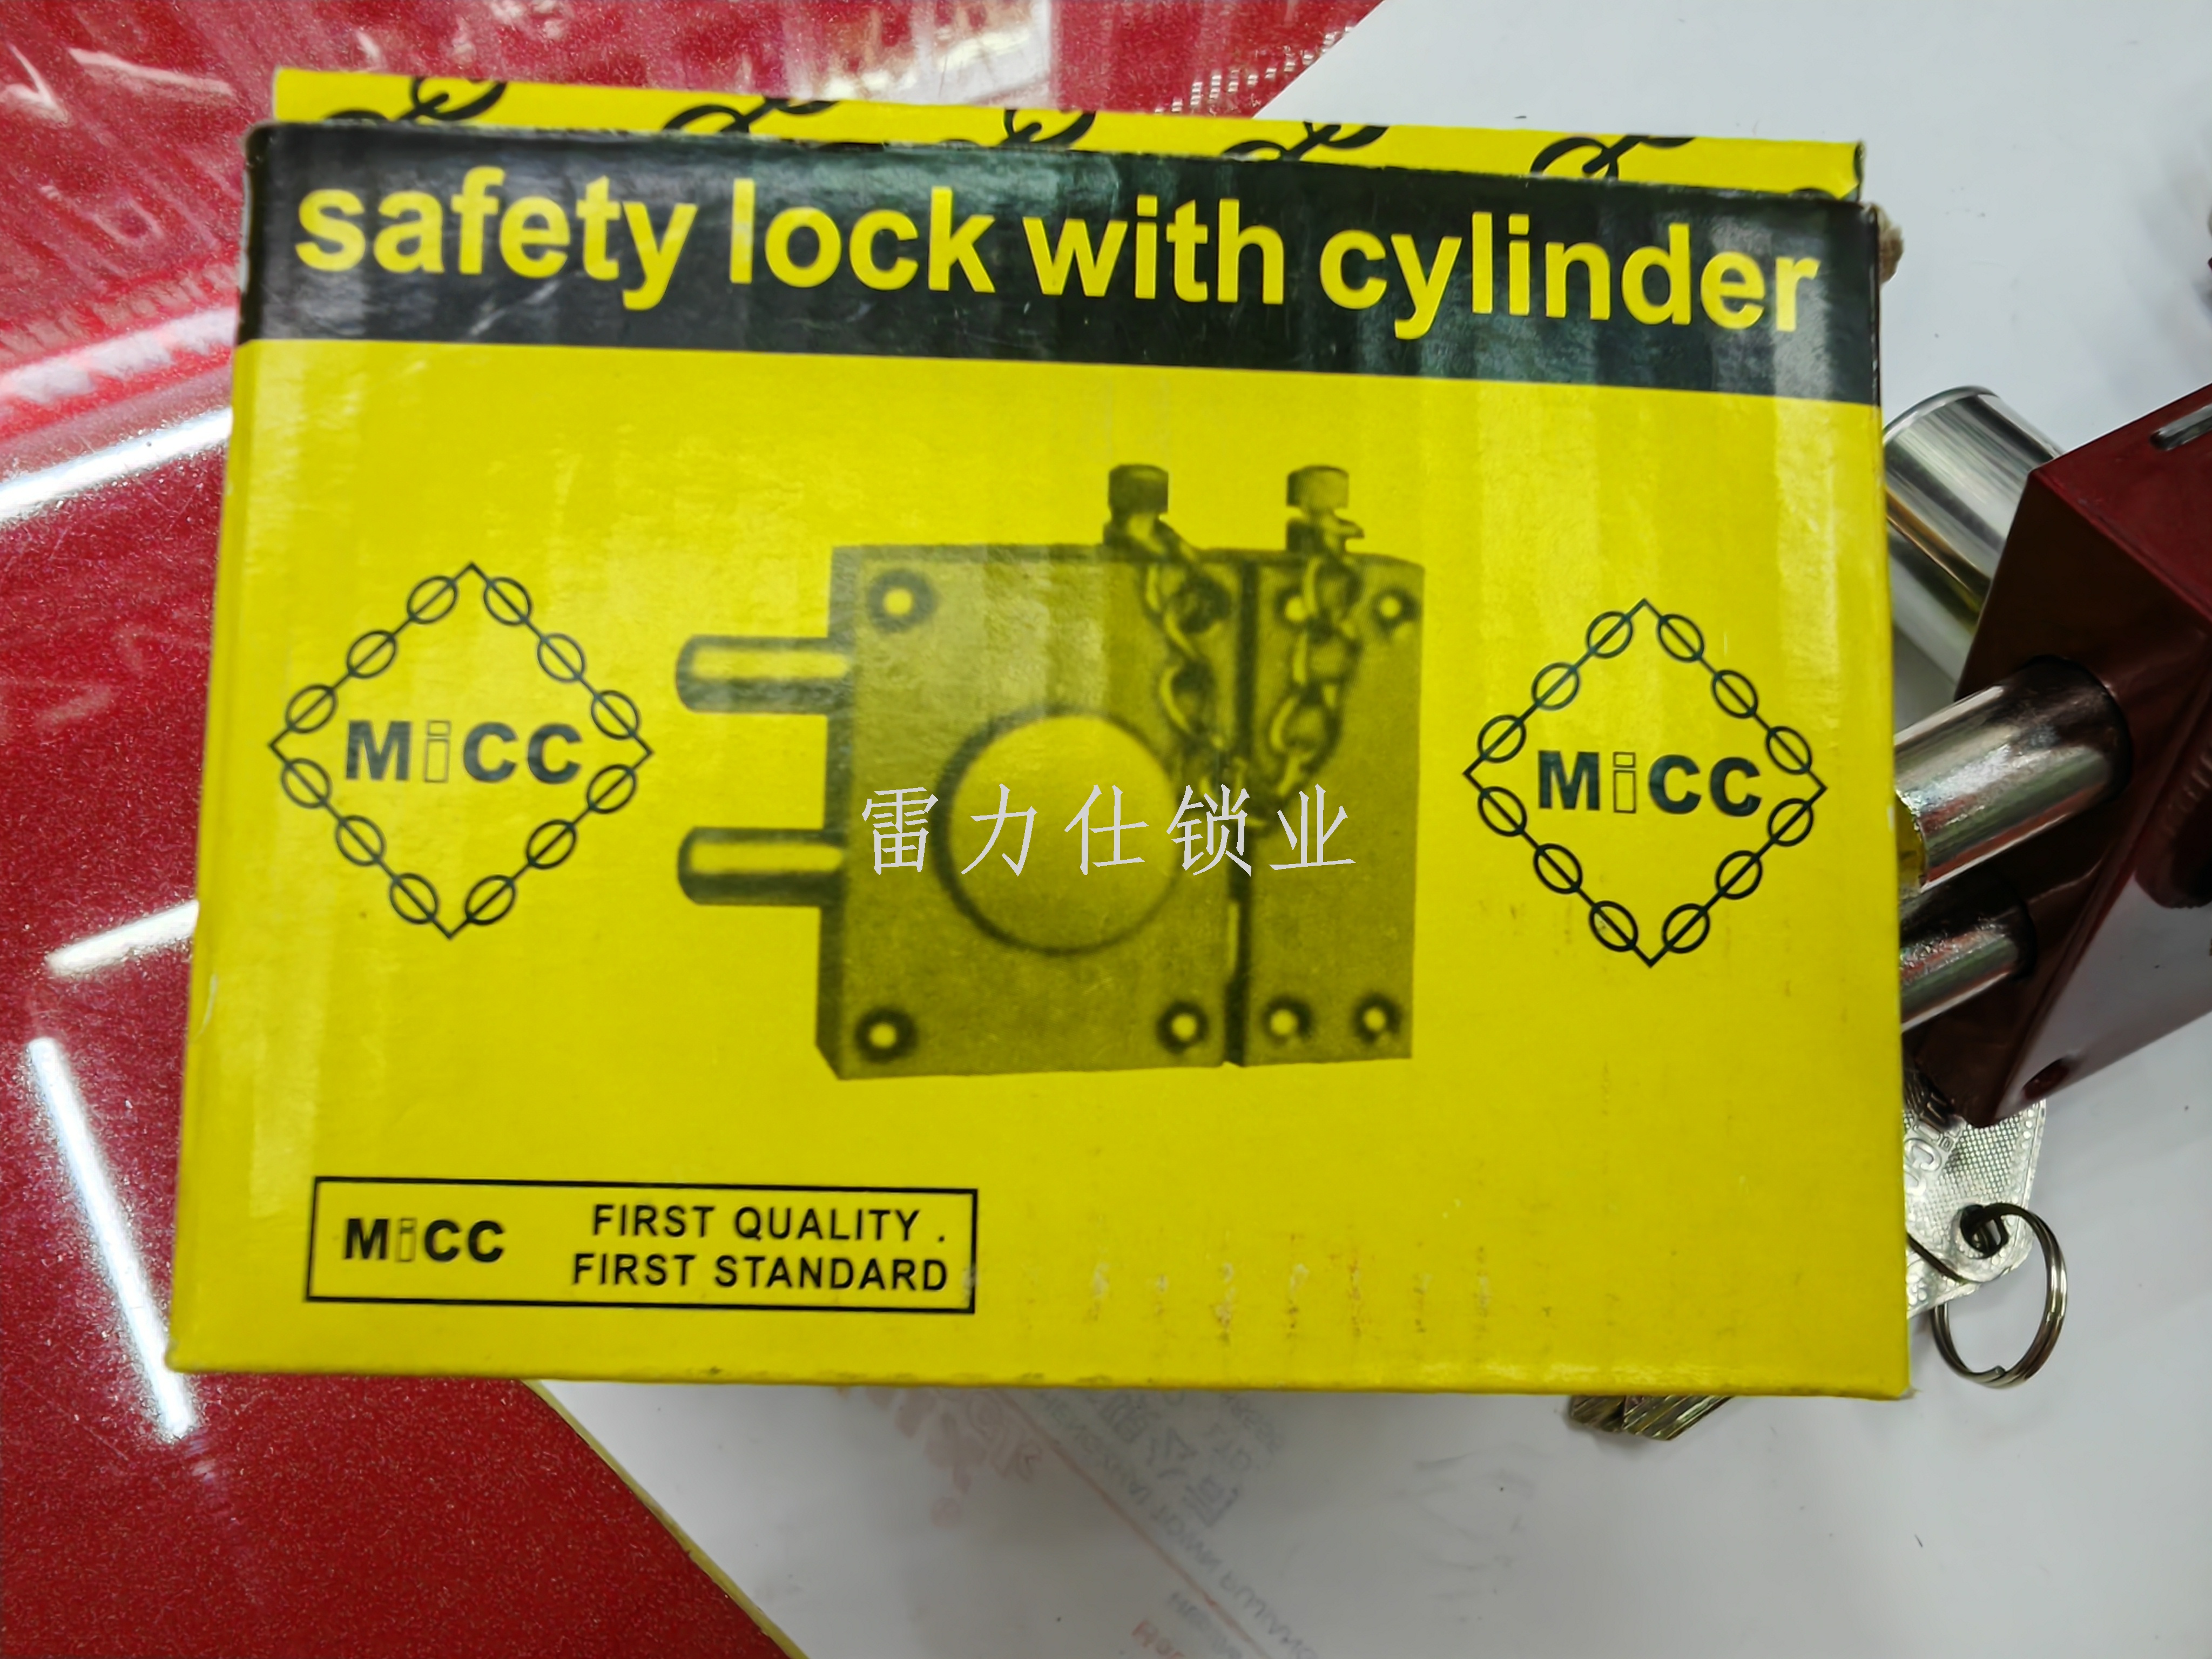 safety lock with cylinder
MiCC
MiCC
雷力仕锁业
MiCC
FIRST QUALITY .
FIRST STANDARD